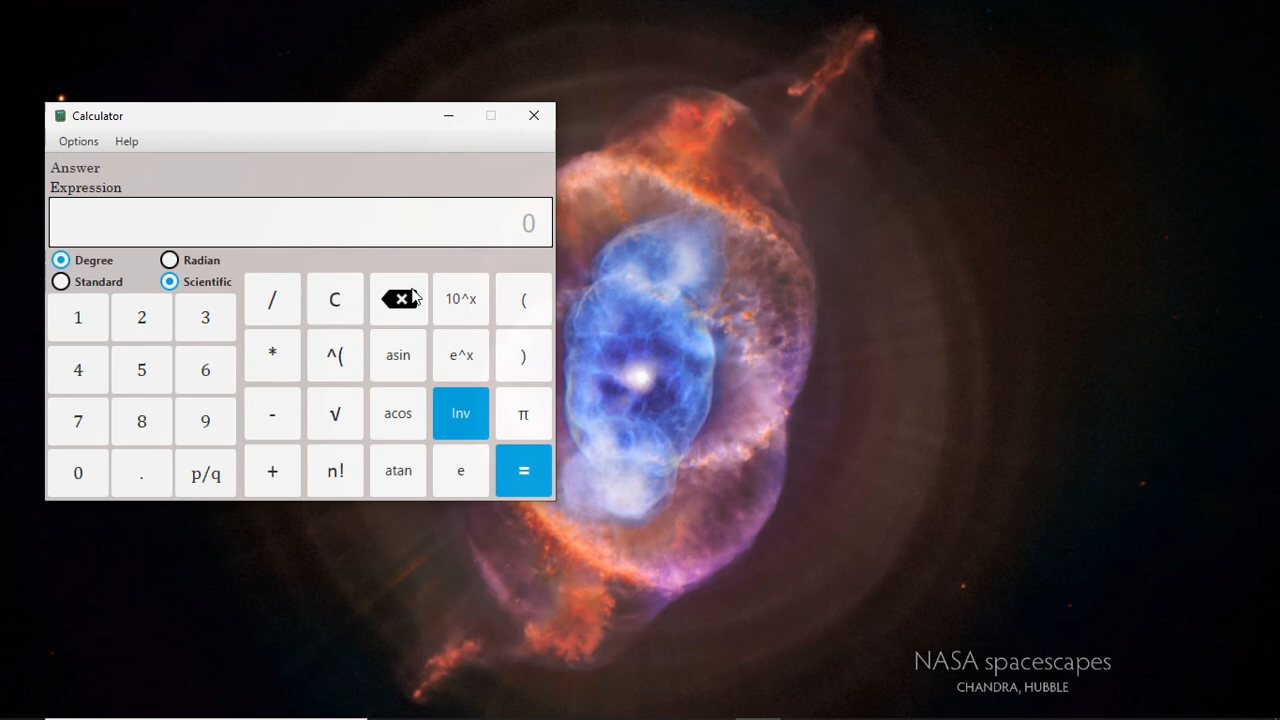 Calculator
Options Help
Answer
Expression
0
Degree Radian
Standard Scientific
/ C 10^x (
1 2 3
* ^( asin e^x )
4 5 6
- √ acos Inv π
7 8 9
+ n! atan e =
0 . p/q
NASA spacescapes
CHANDRA, HUBBLE